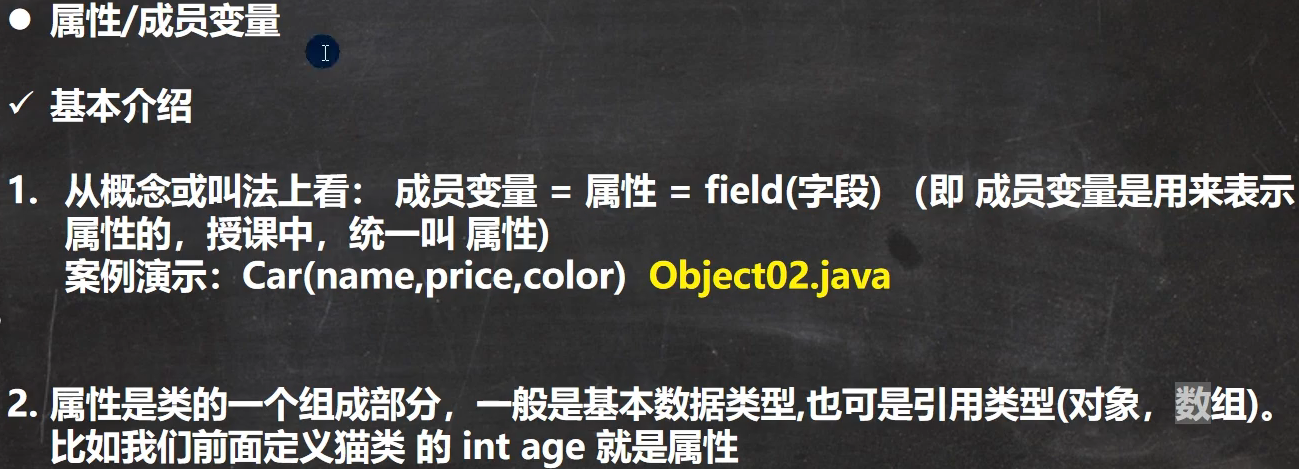 ● 属性/成员变量
✓ 基本介绍
1. 从概念或叫法上看： 成员变量 = 属性 = field(字段) （即 成员变量是用来表示
属性的，授课中，统一叫 属性)
案例演示：Car(name,price,color) Object02.java
2. 属性是类的一个组成部分，一般是基本数据类型,也可是引用类型(对象，数组)。
比如我们前面定义猫类 的 int age 就是属性